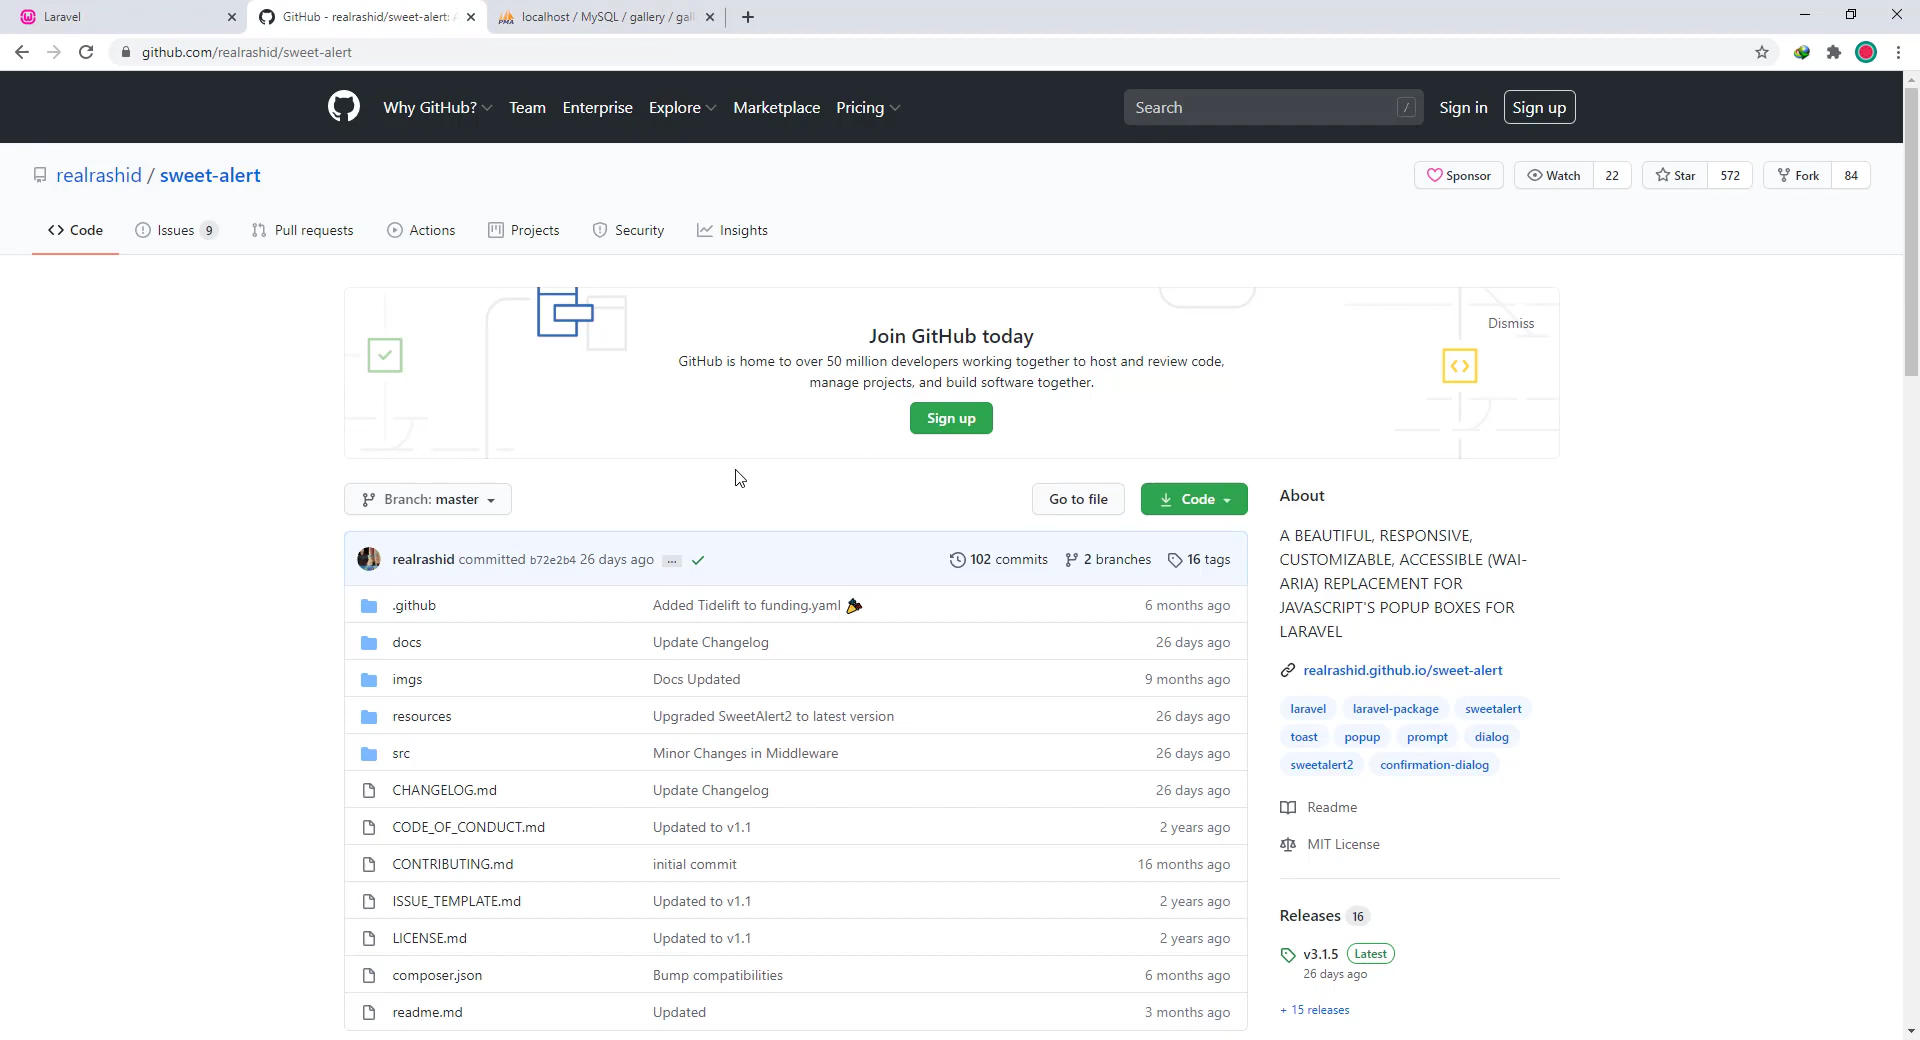 Laravel
GitHub - realrashid/sweet-alert:
localhost / MySQL / gallery / gal
github.com/realrashid/sweet-alert
Why GitHub? Team Enterprise Explore Marketplace Pricing
Search /
Sign in Sign up
realrashid / sweet-alert
Sponsor Watch 22 Star 572 Fork 84
Code Issues 9 Pull requests Actions Projects Security Insights
Join GitHub today
Dismiss
GitHub is home to over 50 million developers working together to host and review code,
manage projects, and build software together.
Sign up
Branch: master
Go to file Code
realrashid committed b72e2b4 26 days ago ...
102 commits 2 branches 16 tags
.github Added Tidelift to funding.yaml 6 months ago
docs Update Changelog 26 days ago
imgs Docs Updated 9 months ago
resources Upgraded SweetAlert2 to latest version 26 days ago
src Minor Changes in Middleware 26 days ago
CHANGELOG.md Update Changelog 26 days ago
CODE_OF_CONDUCT.md Updated to v1.1 2 years ago
CONTRIBUTING.md initial commit 16 months ago
ISSUE_TEMPLATE.md Updated to v1.1 2 years ago
LICENSE.md Updated to v1.1 2 years ago
composer.json Bump compatibilities 6 months ago
readme.md Updated 3 months ago
About
A BEAUTIFUL, RESPONSIVE,
CUSTOMIZABLE, ACCESSIBLE (WAI-
ARIA) REPLACEMENT FOR
JAVASCRIPT'S POPUP BOXES FOR
LARAVEL
realrashid.github.io/sweet-alert
laravel laravel-package sweetalert
toast popup prompt dialog
sweetalert2 confirmation-dialog
Readme
MIT License
Releases 16
v3.1.5 Latest
26 days ago
+ 15 releases